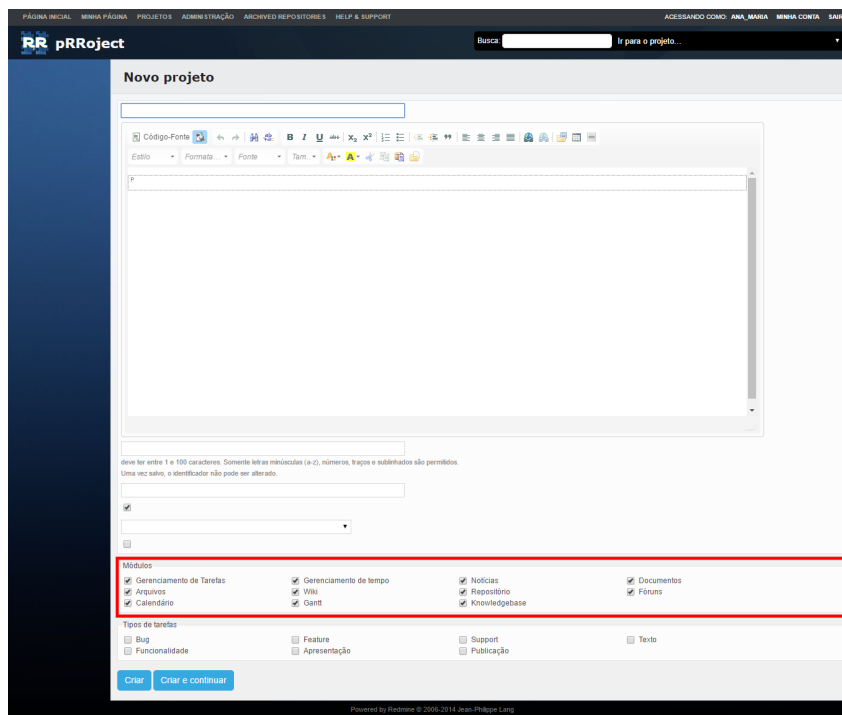 PÁGINA INICIAL MINHA PÁGINA PROJETOS ADMINISTRAÇÃO ARCHIVED REPOSITORIES HELP & SUPPORT ACESSANDO COMO: ANA_MARIA MINHA CONTA SAIR
RR pRRoject Busca: Ir para o projeto...
Novo projeto
Código-Fonte B I U abc x₂ x²
Estilo Formata... Fonte Tam... A A
P
deve ter entre 1 e 100 caracteres. Somente letras minúsculas (a-z), números, traços e sublinhados são permitidos.
Uma vez salvo, o identificador não pode ser alterado.
Módulos
Gerenciamento de Tarefas Gerenciamento de tempo Notícias Documentos
Arquivos Wiki Repositório Fóruns
Calendário Gantt Knowledgebase
Tipos de tarefas
Bug Feature Support Texto
Funcionalidade Apresentação Publicação
Criar Criar e continuar
Powered by Redmine © 2006-2014 Jean-Philippe Lang